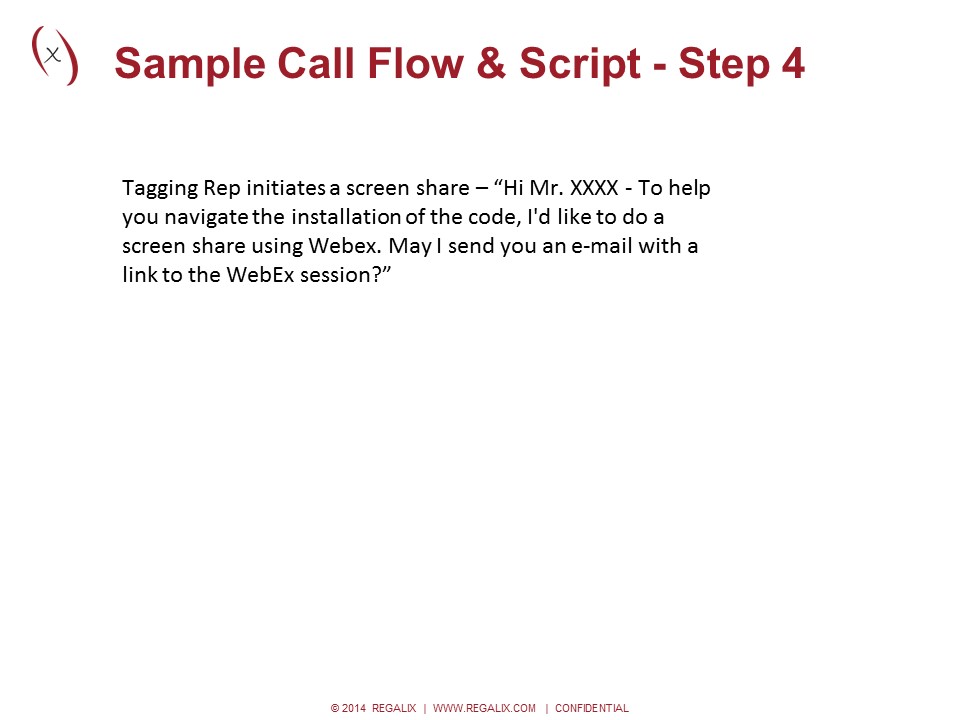 X
Sample Call Flow & Script - Step 4
Tagging Rep initiates a screen share – “Hi Mr. XXXX - To help
you navigate the installation of the code, I'd like to do a
screen share using Webex. May I send you an e-mail with a
link to the WebEx session?”
© 2014 REGALIX | WWW.REGALIX.COM | CONFIDENTIAL